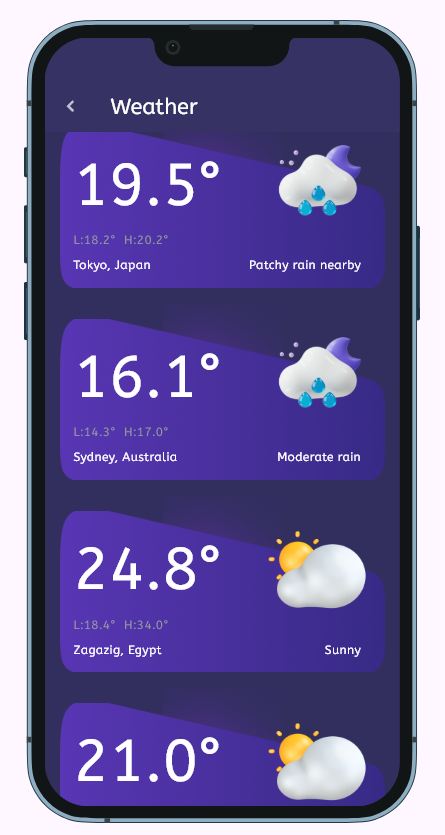 Weather
19.5°
L:18.2° H:20.2°
Tokyo, Japan Patchy rain nearby
16.1°
L:14.3° H:17.0°
Sydney, Australia Moderate rain
24.8°
L:18.4° H:34.0°
Zagazig, Egypt Sunny
21.0°